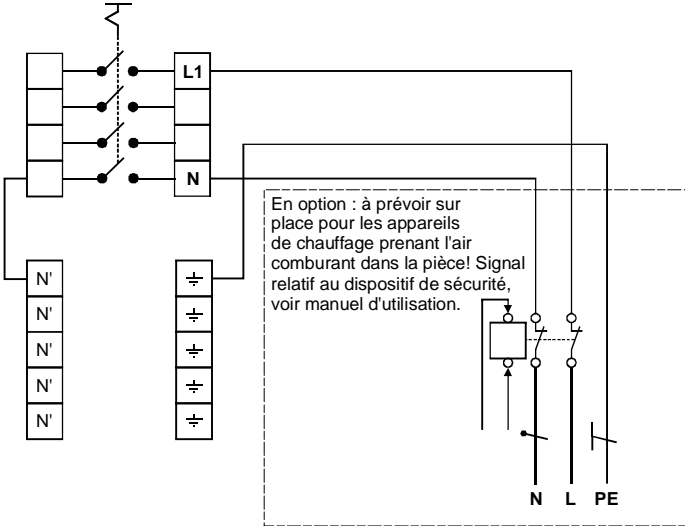 L1
N
En option : à prévoir sur
place pour les appareils
de chauffage prenant l'air
comburant dans la pièce! Signal
relatif au dispositif de sécurité,
voir manuel d'utilisation.
N'
N'
N'
N'
N'
N L PE